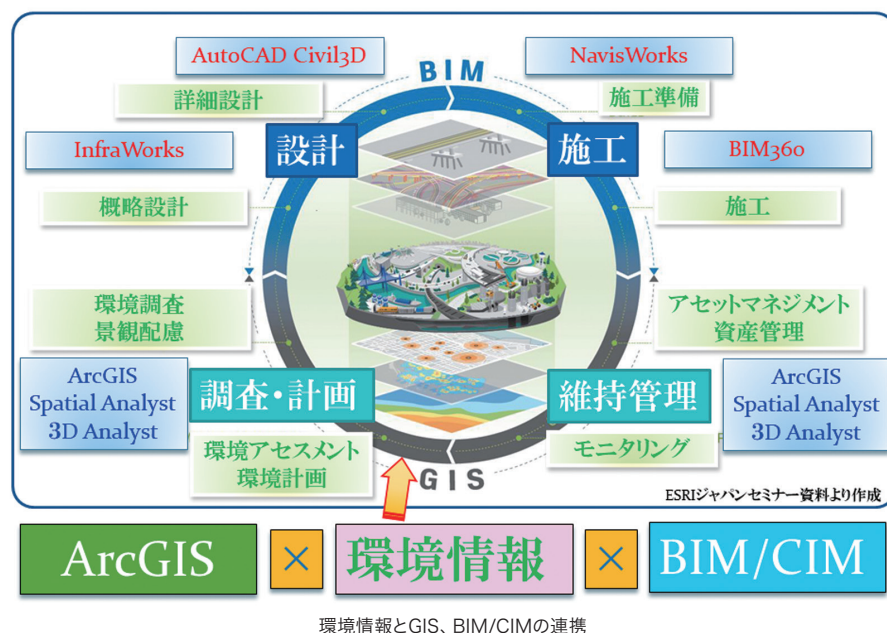 AutoCAD Civil3D
NavisWorks
BIM
詳細設計
施工準備
設計
施工
InfraWorks
BIM360
概略設計
施工
環境調査
景観配慮
アセットマネジメント
資産管理
ArcGIS
Spatial Analyst
3D Analyst
調査・計画
維持管理
ArcGIS
Spatial Analyst
3D Analyst
環境アセスメント
環境計画
モニタリング
GIS
ESRIジャパンセミナー資料より作成
ArcGIS × 環境情報 × BIM/CIM
環境情報とGIS、BIM/CIMの連携